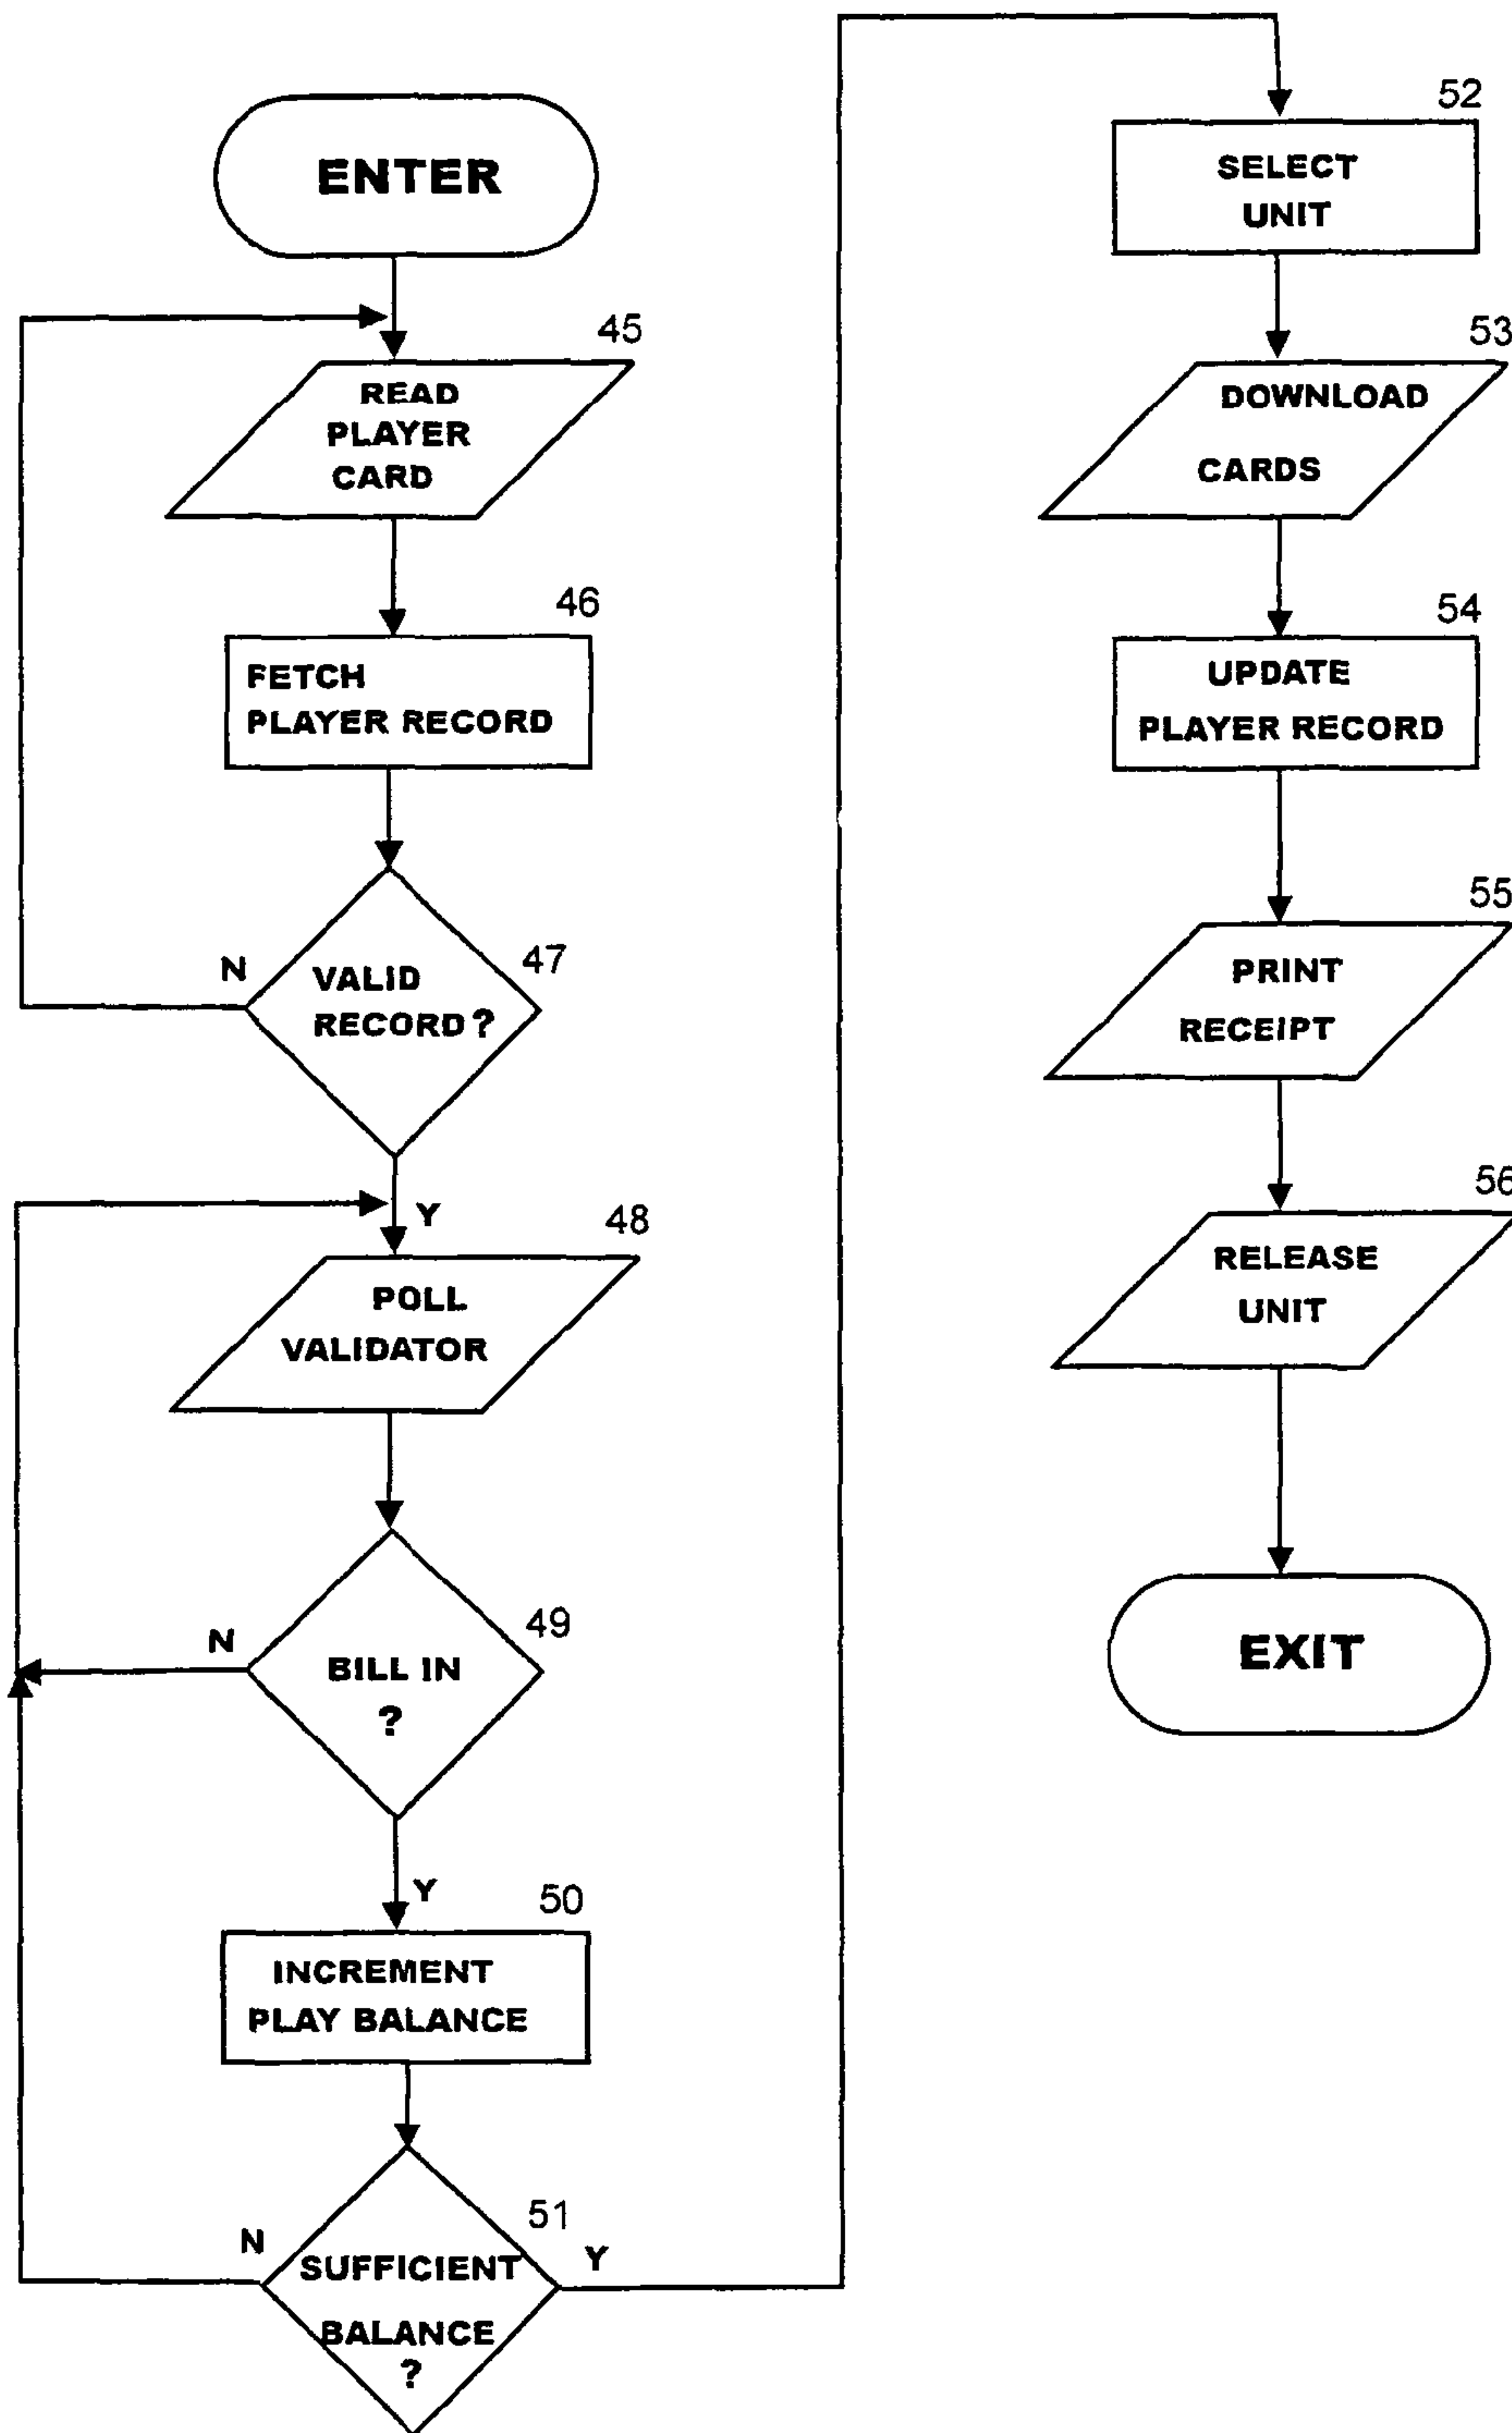 ENTER
45
READ
PLAYER
CARD
46
FETCH
PLAYER RECORD
47
N
VALID
RECORD?
Y
48
POLL
VALIDATOR
49
N
BILL IN
?
Y
50
INCREMENT
PLAY BALANCE
51
N
Y
SUFFICIENT
BALANCE
?
52
SELECT
UNIT
53
DOWNLOAD
CARDS
54
UPDATE
PLAYER RECORD
55
PRINT
RECEIPT
56
RELEASE
UNIT
EXIT